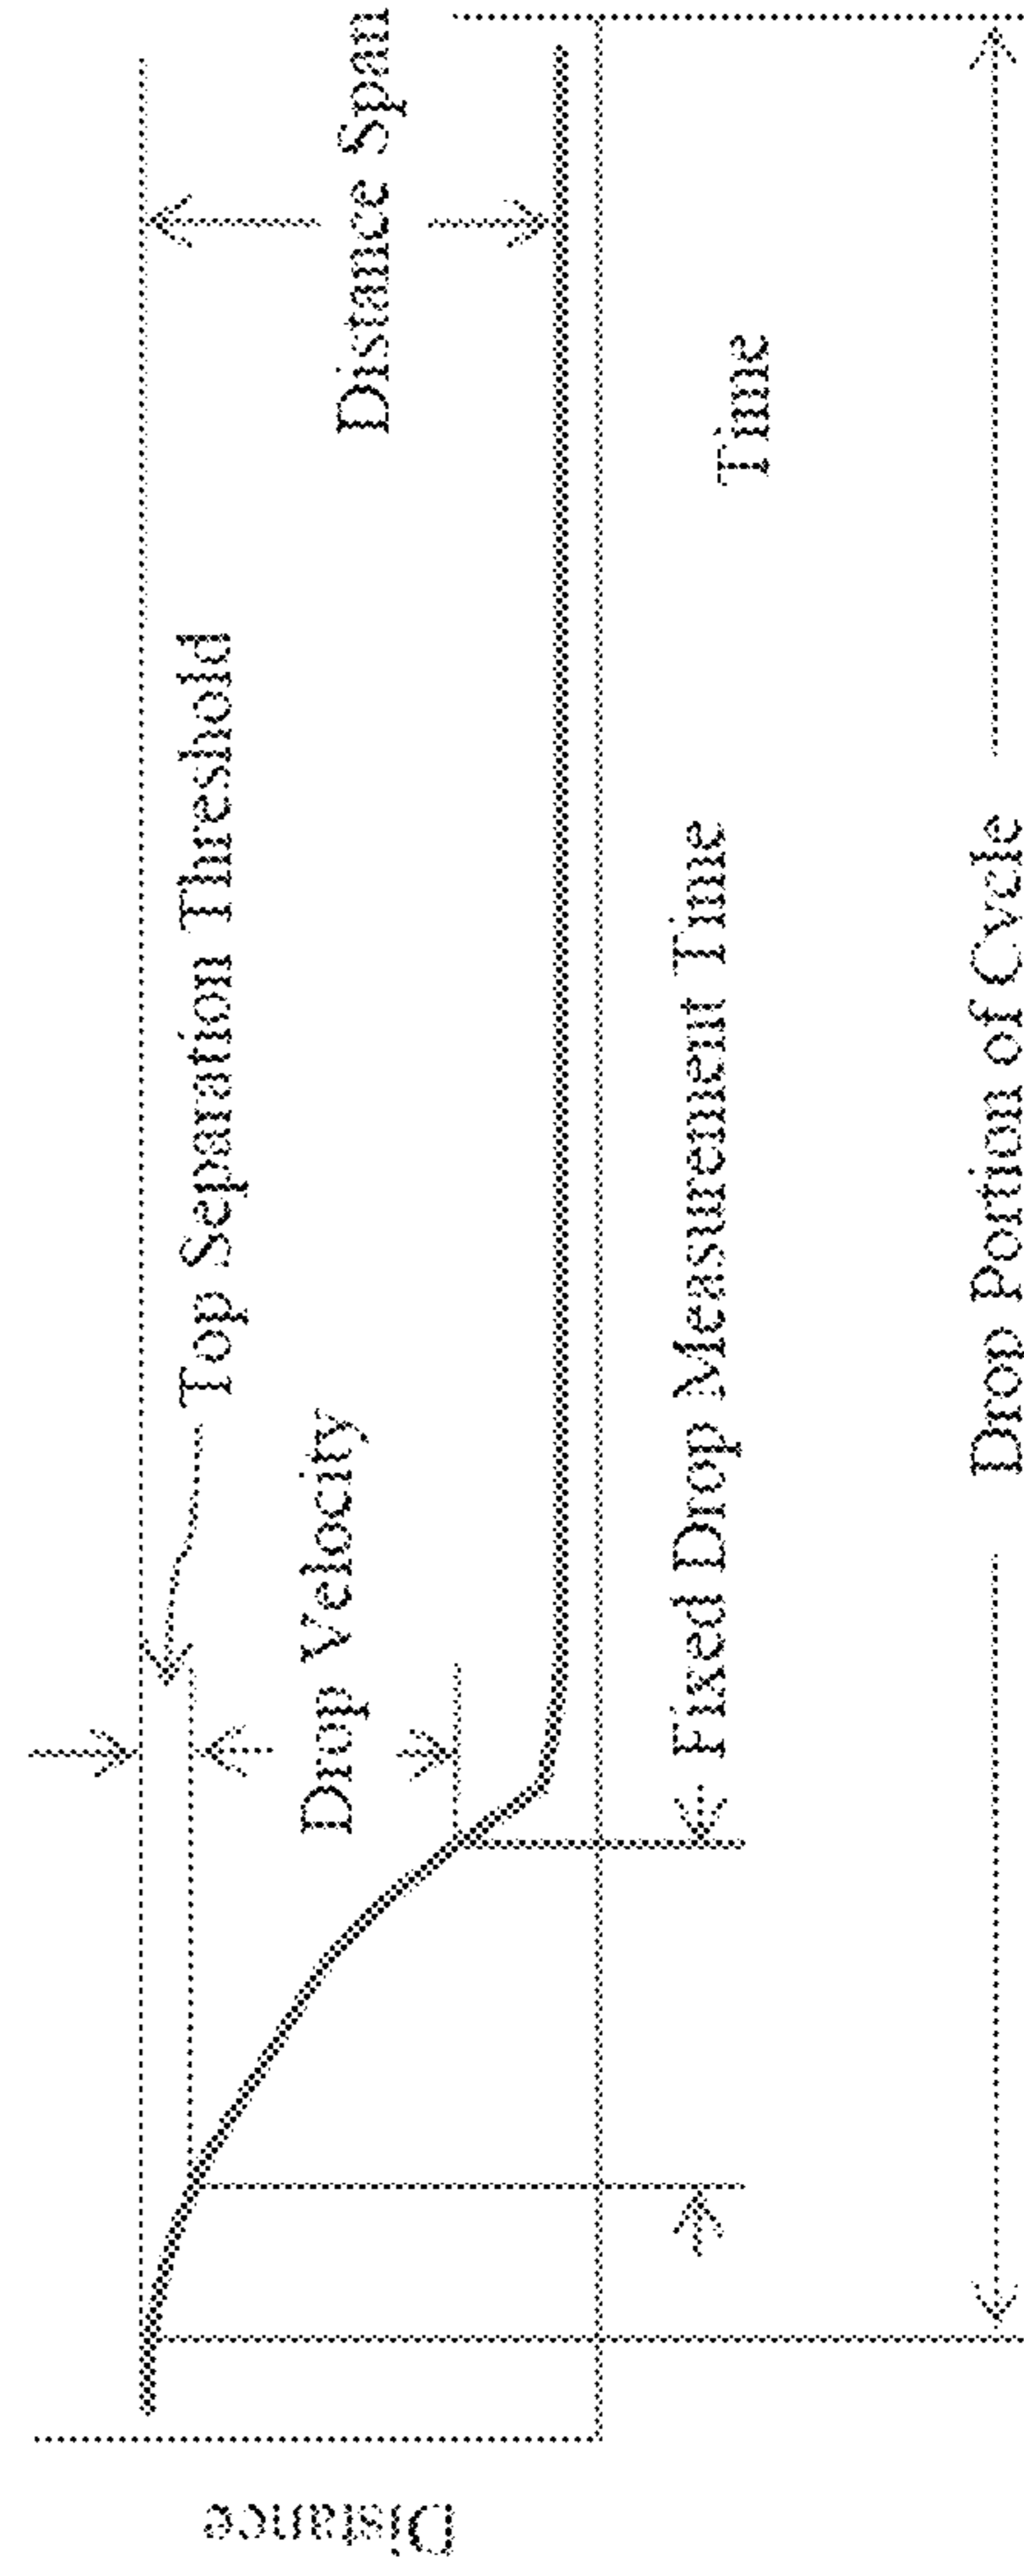 Distance
Top Separation Threshold
Drop Velocity
Distance Span
Fixed Drop Measurement Time
Time
Drop Portion of Cycle